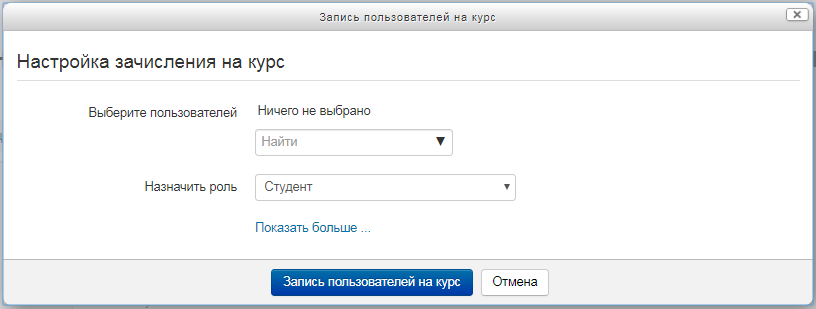 Запись пользователей на курс
Настройка зачисления на курс
Выберите пользователей
Ничего не выбрано
Найти
Назначить роль
Студент
Показать больше ...
Запись пользователей на курс
Отмена